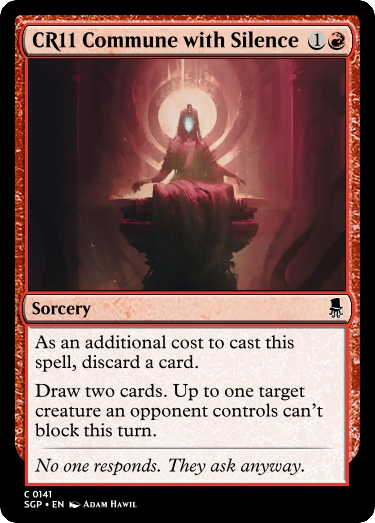 CR11 Commune with Silence 1
Sorcery
As an additional cost to cast this
spell, discard a card.
Draw two cards. Up to one target
creature an opponent controls can't
block this turn.
No one responds. They ask anyway.
C 0141
SGP • EN Adam Hawil